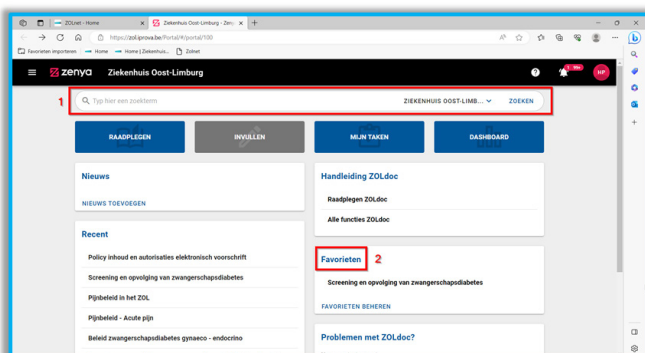 ZOLnet - Home
Ziekenhuis Oost-Limburg - Zeny
https://zol.iprova.be/Portal/#/portal/100
Favorieten importeren
Home
Home | Ziekenhuis...
Zolnet
zenya
Ziekenhuis Oost-Limburg
HP
1
Typ hier een zoekterm
ZIEKENHUIS OOST-LIMB...
ZOEKEN
RAADPLEGEN
INVULLEN
MIJN TAKEN
DASHBOARD
Nieuws
NIEUWS TOEVOEGEN
Handleiding ZOLdoc
Raadplegen ZOLdoc
Alle functies ZOLdoc
Recent
Policy inhoud en autorisaties elektronisch voorschrift
Screening en opvolging van zwangerschapsdiabetes
Pijnbeleid in het ZOL
Pijnbeleid - Acute pijn
Beleid zwangerschapsdiabetes gynaeco - endocrino
Favorieten
2
Screening en opvolging van zwangerschapsdiabetes
FAVORIETEN BEHEREN
Problemen met ZOLdoc?